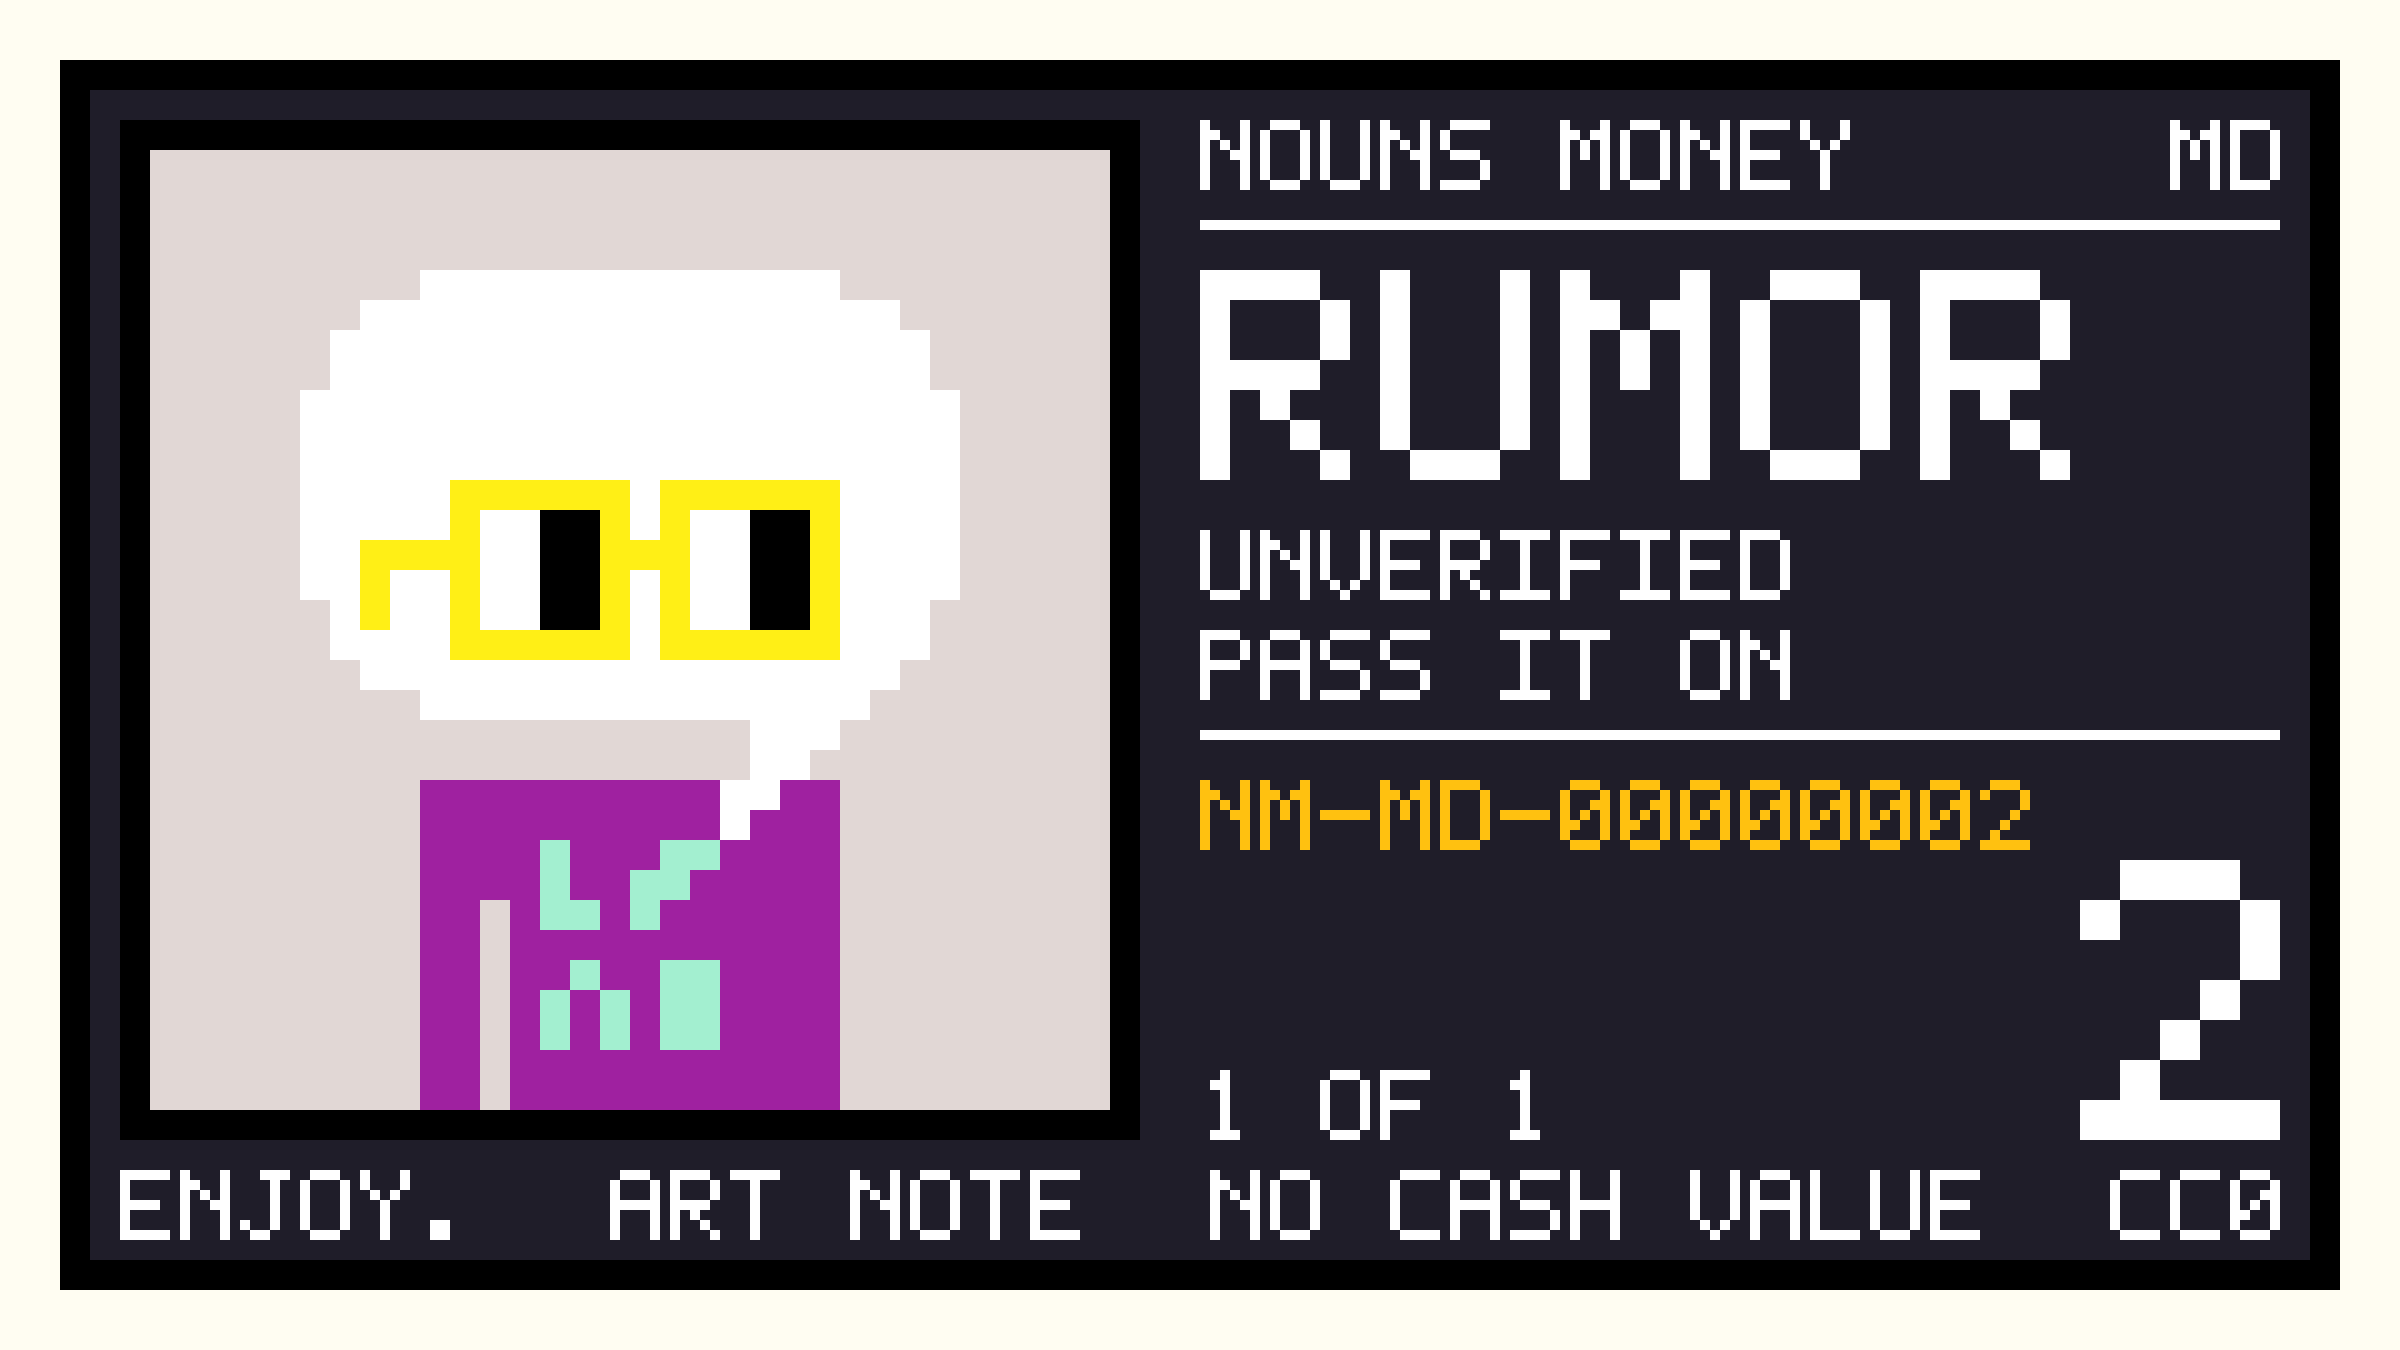 NOUNS MONEY MD
RUMOR
UNVERIFIED
PASS IT ON
NM-MD-00000002
2
1 OF 1
ENJOY. ART NOTE NO CASH VALUE CC0